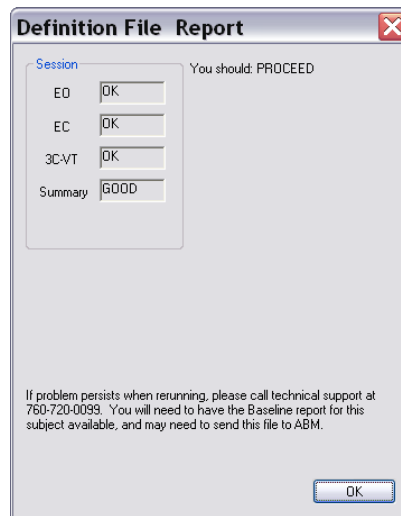 Definition File Report
Session
You should: PROCEED
EO OK
EC OK
3C-VT OK
Summary GOOD
If problem persists when rerunning, please call technical support at
760-720-0099. You will need to have the Baseline report for this
subject available, and may need to send this file to ABM.
OK